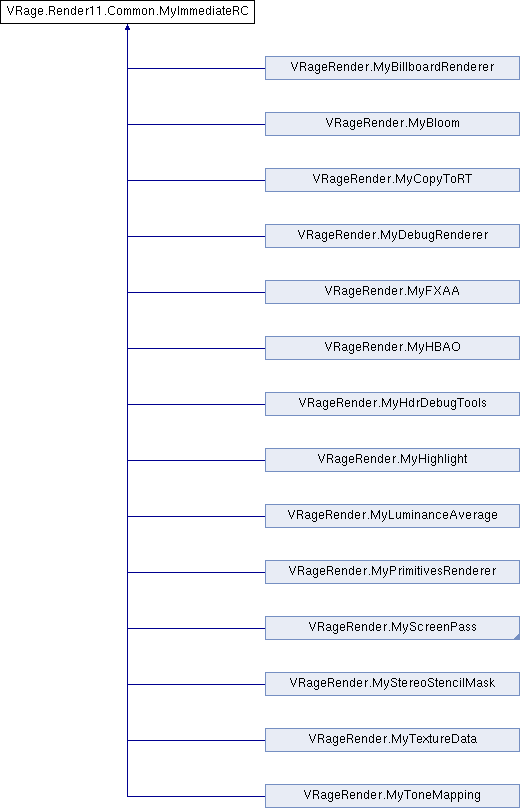 VRage.Render11.Common.MyImmediateRC
VRageRender.MyBillboardRenderer
VRageRender.MyBloom
VRageRender.MyCopyToRT
VRageRender.MyDebugRenderer
VRageRender.MyFXAA
VRageRender.MyHBAO
VRageRender.MyHdrDebugTools
VRageRender.MyHighlight
VRageRender.MyLuminanceAverage
VRageRender.MyPrimitivesRenderer
VRageRender.MyScreenPass
VRageRender.MyStereoStencilMask
VRageRender.MyTextureData
VRageRender.MyToneMapping